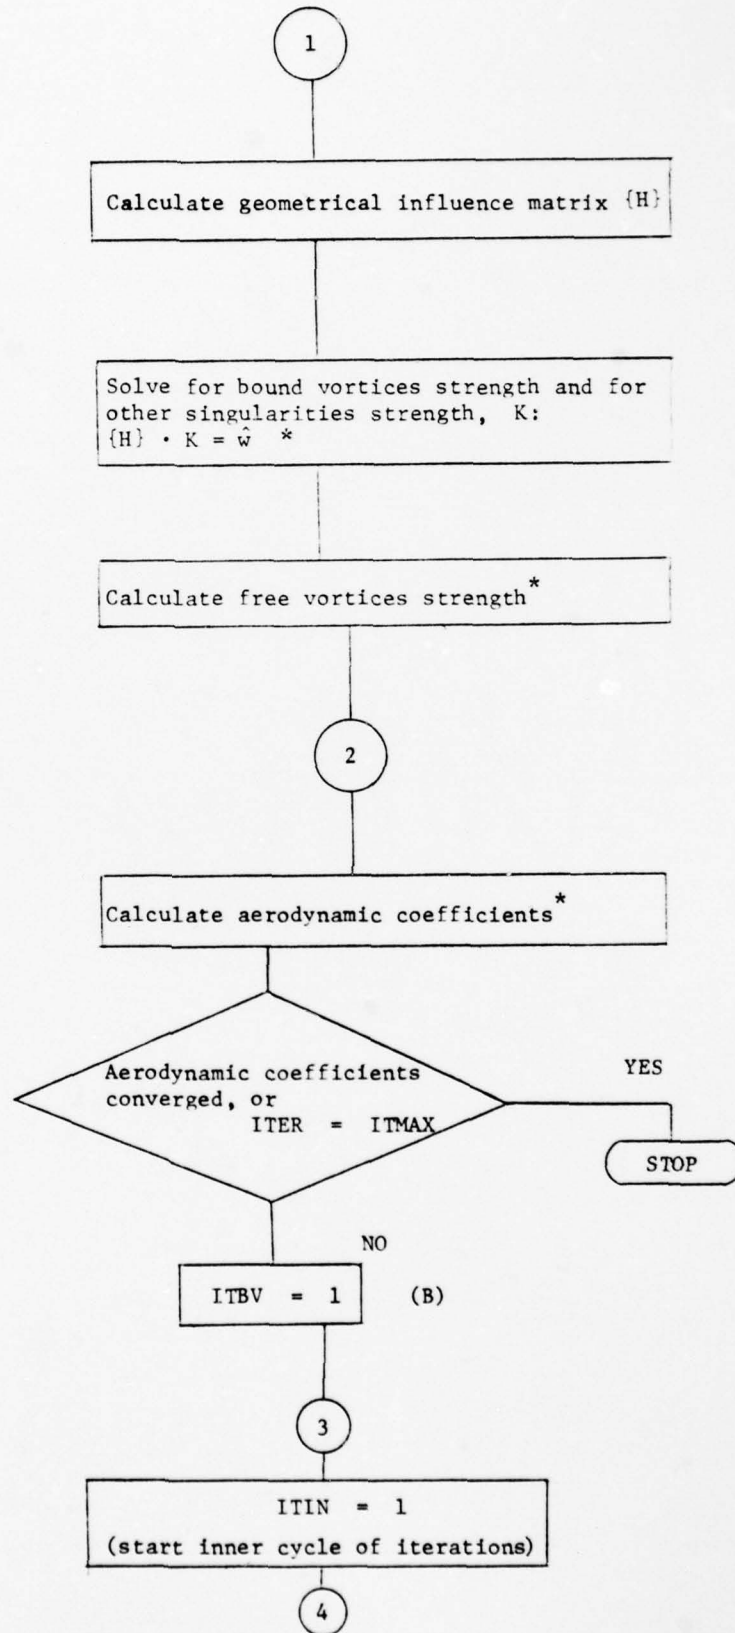 1
Calculate geometrical influence matrix {H}
Solve for bound vortices strength and for
other singularities strength, K:
{H} · K = ŵ *
Calculate free vortices strength*
2
Calculate aerodynamic coefficients*
Aerodynamic coefficients
converged, or
ITER = ITMAX
YES
STOP
NO
ITBV = 1 (B)
3
ITIN = 1
(start inner cycle of iterations)
4